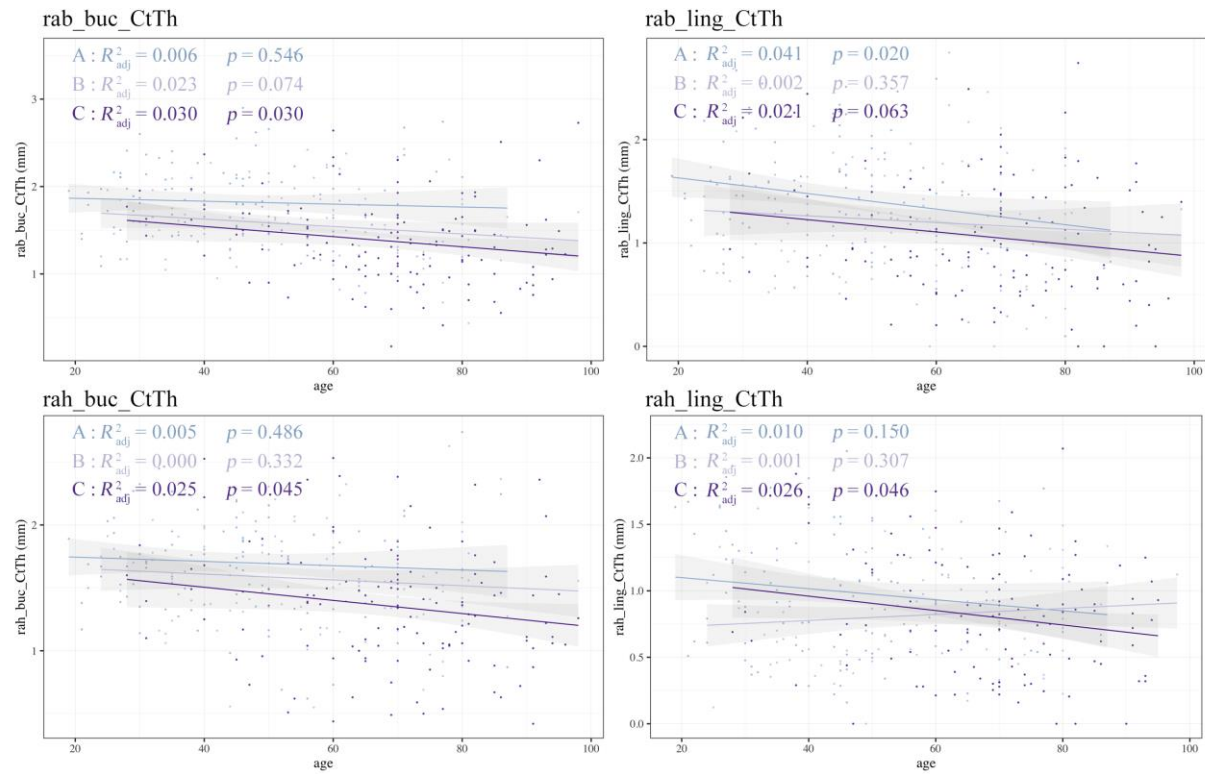 rab_buc_CtTh
A : R²adj = 0.006 p = 0.546
B : R²adj = 0.023 p = 0.074
C : R²adj = 0.030 p = 0.030
rab_buc_CtTh (mm)
3
2
1
20 40 60 80 100
age
rab_ling_CtTh
A : R²adj = 0.041 p = 0.020
B : R²adj = 0.002 p = 0.357
C : R²adj = 0.021 p = 0.063
rab_ling_CtTh (mm)
2
1
0
20 40 60 80 100
age
rah_buc_CtTh
A : R²adj = 0.005 p = 0.486
B : R²adj = 0.000 p = 0.332
C : R²adj = 0.025 p = 0.045
rah_buc_CtTh (mm)
2
1
20 40 60 80 100
age
rah_ling_CtTh
A : R²adj = 0.010 p = 0.150
B : R²adj = 0.001 p = 0.307
C : R²adj = 0.026 p = 0.046
rah_ling_CtTh (mm)
2.0
1.5
1.0
0.5
0.0
20 40 60 80 100
age